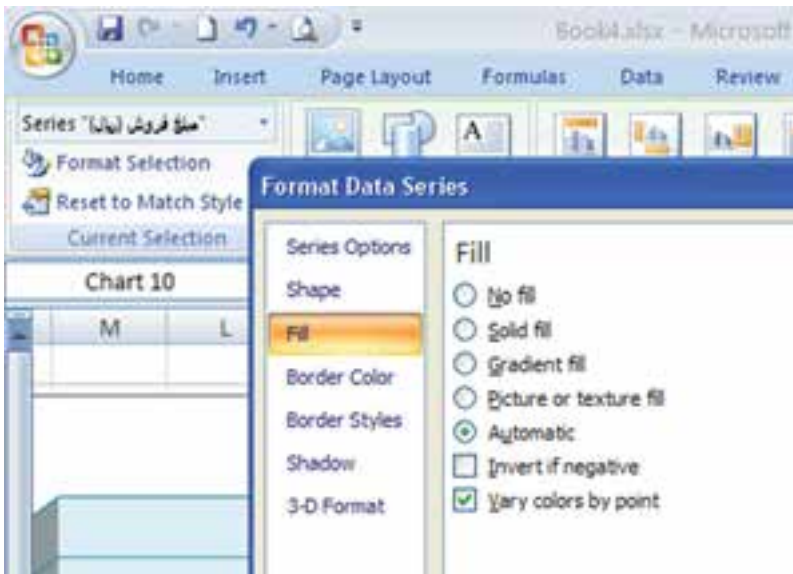 Book4.xlsx - Microsoft
Home Insert Page Layout Formulas Data Review
Series "مبلغ فروش (ریال)"
Format Selection
Reset to Match Style
Current Selection
Chart 10
M L
Format Data Series
Series Options
Shape
Fill
Border Color
Border Styles
Shadow
3-D Format
Fill
No fill
Solid fill
Gradient fill
Picture or texture fill
Automatic
Invert if negative
Vary colors by point
A